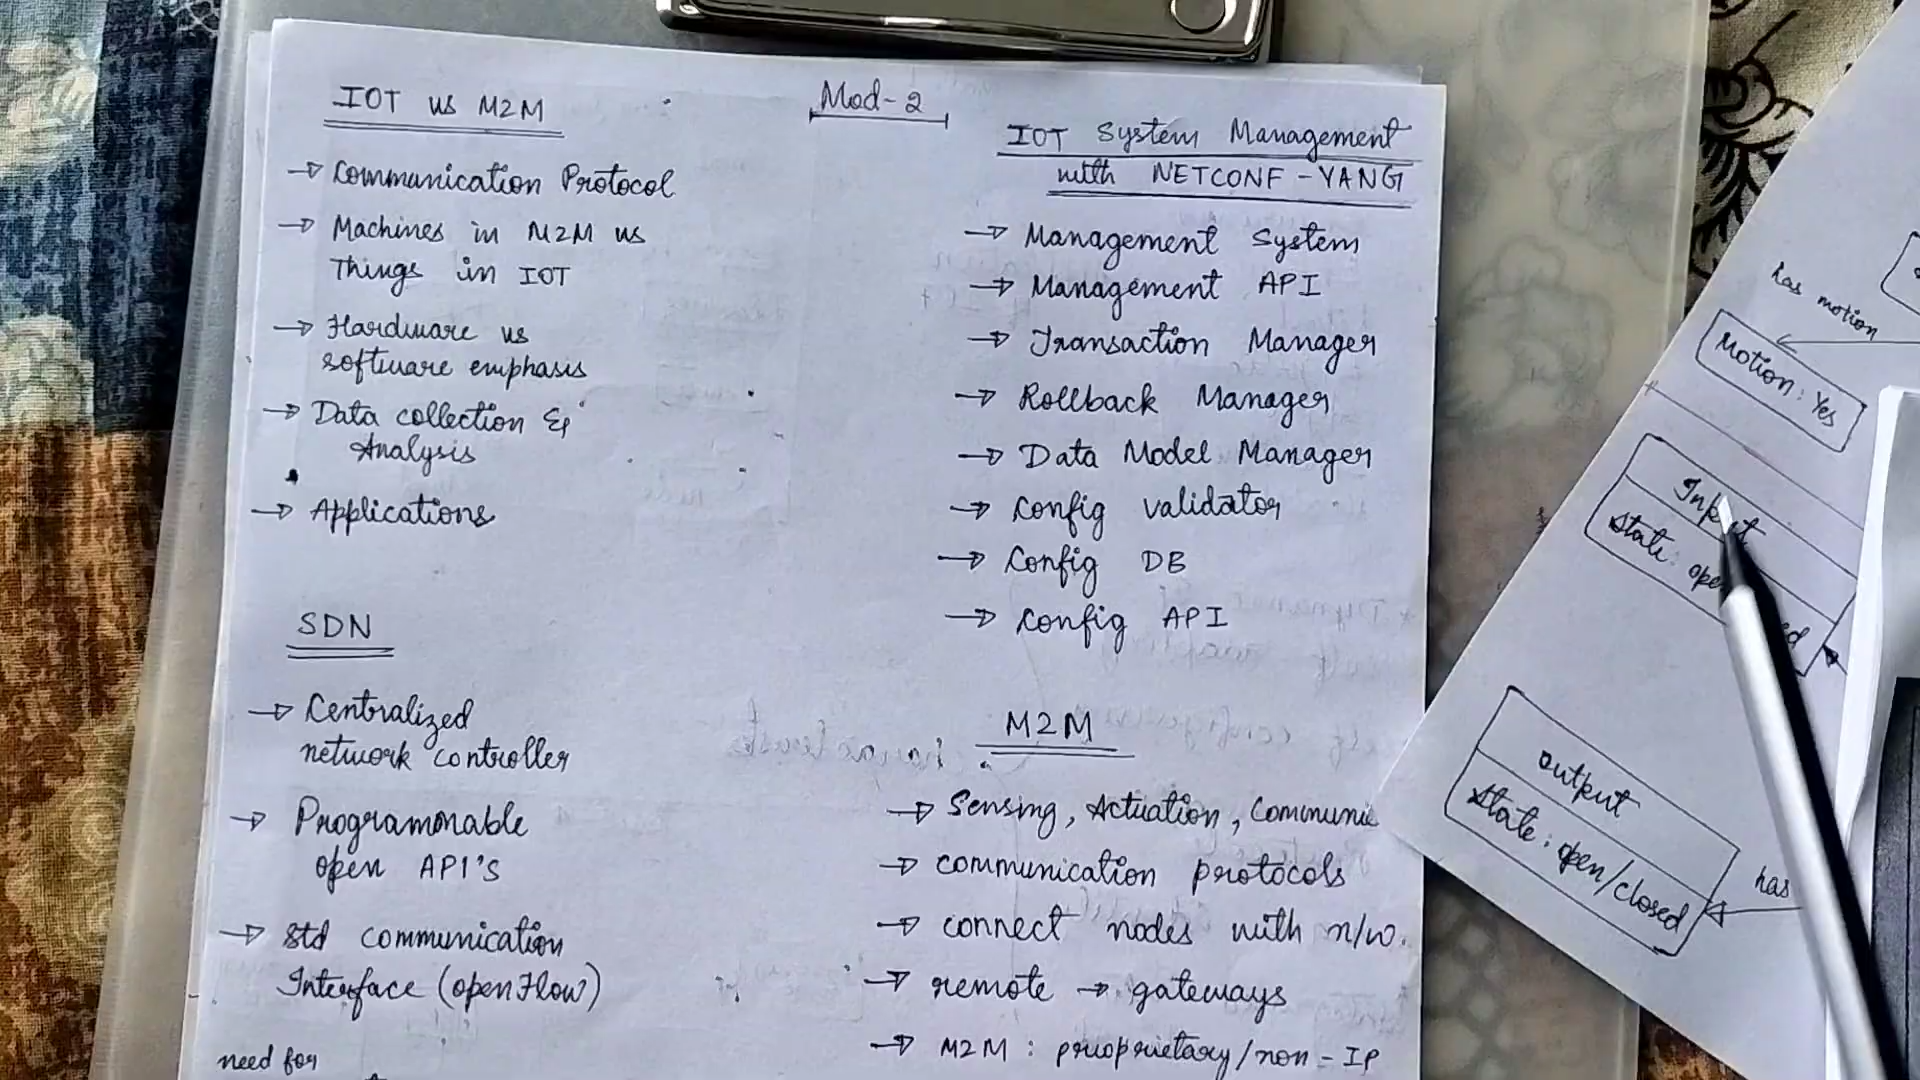 Mod-2
IOT vs M2M
→ Communication Protocol
→ Machines in M2M vs
Things in IOT
→ Hardware vs
software emphasis
→ Data collection &
Analysis
→ Applications
SDN
→ Centralized
network controller
→ Programmable
open API's
→ std communication
Interface (openFlow)
need for
IOT System Management
with NETCONF-YANG
→ Management System
→ Management API
→ Transaction Manager
→ Rollback Manager
→ Data Model Manager
→ Config validator
→ Config DB
→ Config API
M2M
→ Sensing, Actuation, Communic
→ communication protocols
→ connect nodes with n/w.
→ remote → gateways
→ M2M: proprietary/non-IP
has motion
Motion: Yes
Input
state: open
output
state: open/closed
has